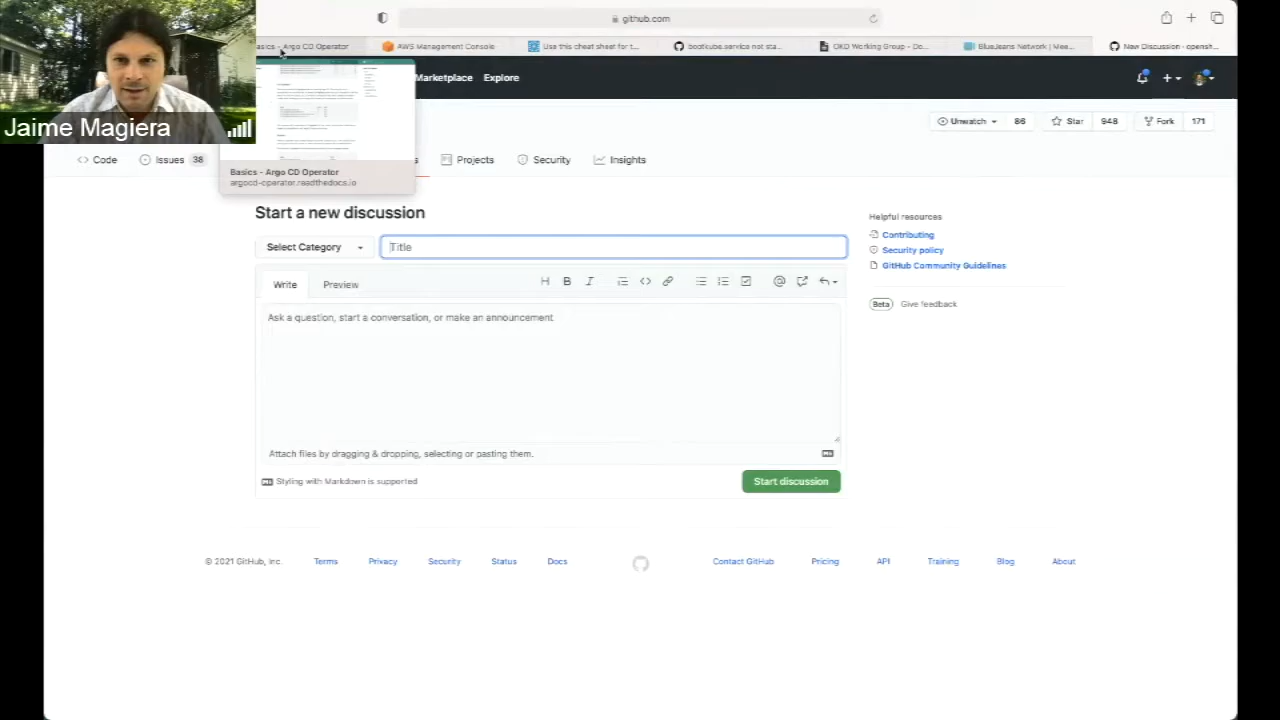 github.com
asics - Argo CD Operator
AWS Management Console
Use this cheat sheet for t...
bootkube.service not sta...
OKD Working Group - Do...
BlueJeans Network | Mee...
New Discussion - opensh...
Marketplace Explore
Jaime Magiera
Unwatch 86
Star 948
Fork 171
Code
Issues 38
s
Projects
Security
Insights
Basics - Argo CD Operator
argocd-operator.readthedocs.io
Start a new discussion
Select Category
Title
Write
Preview
Ask a question, start a conversation, or make an announcement
Attach files by dragging & dropping, selecting or pasting them.
Styling with Markdown is supported
Start discussion
Helpful resources
Contributing
Security policy
GitHub Community Guidelines
Beta Give feedback
© 2021 GitHub, Inc.
Terms
Privacy
Security
Status
Docs
Contact GitHub
Pricing
API
Training
Blog
About